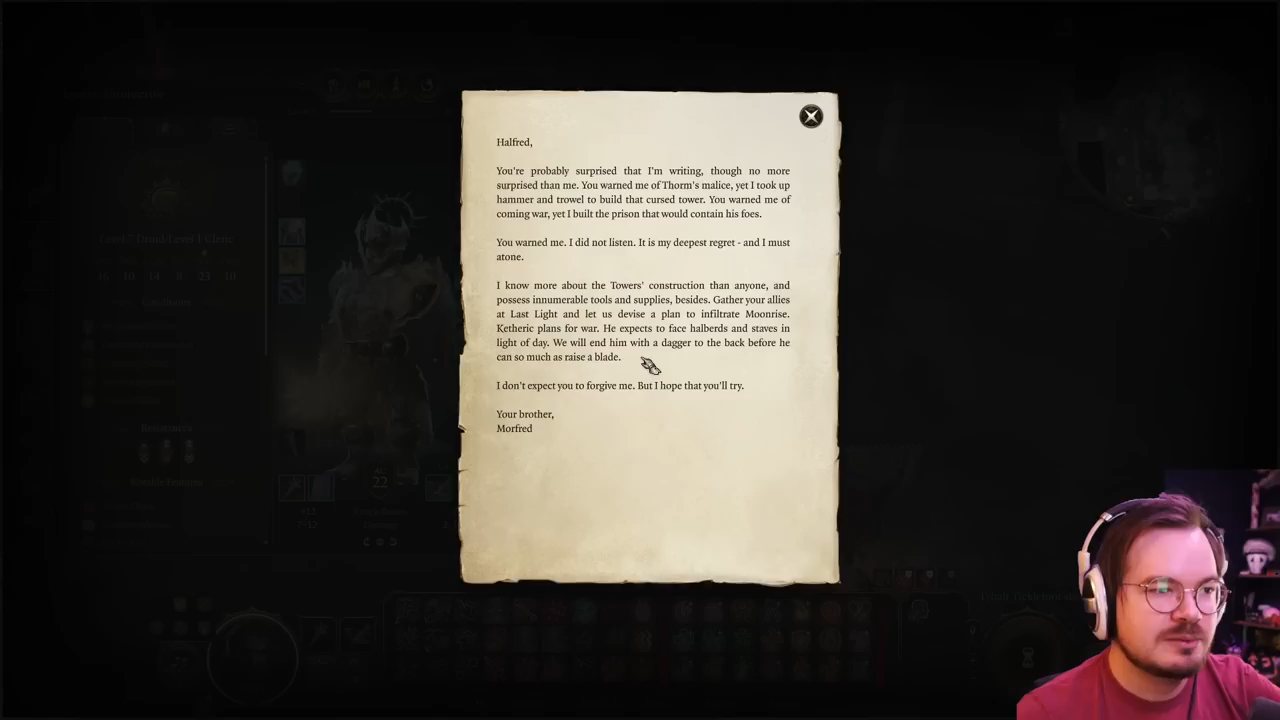 Halfred,
You're probably surprised that I'm writing, though no more
surprised than me. You warned me of Thorm's malice, yet I took up
hammer and trowel to build that cursed tower. You warned me of
coming war, yet I built the prison that would contain his foes.
You warned me. I did not listen. It is my deepest regret - and I must
atone.
I know more about the Towers' construction than anyone, and
possess innumerable tools and supplies, besides. Gather your allies
at Last Light and let us devise a plan to infiltrate Moonrise.
Ketheric plans for war. He expects to face halberds and staves in
light of day. We will end him with a dagger to the back before he
can so much as raise a blade.
I don't expect you to forgive me. But I hope that you'll try.
Your brother,
Morfred
22